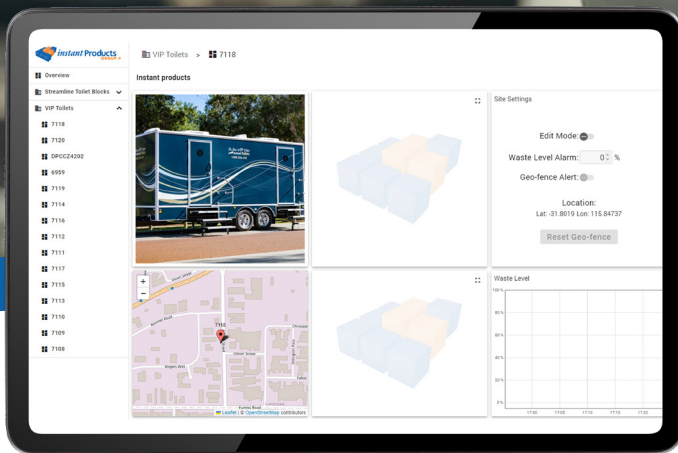 instant Products
GROUP
VIP Toilets > 7118
Overview
Streamline Toilet Blocks
VIP Toilets
7118
7120
DPCCZ4202
6959
7119
7114
7116
7112
7111
7117
7115
7113
7110
7109
7108
Instant products
Site Settings
Edit Mode:
Waste Level Alarm: 0 %
Geo-fence Alert:
Location:
Lat: -31.8019 Lon: 115.84737
Reset Geo-fence
+
−
7118
Leaflet | © OpenStreetMap contributors
Waste Level
100%
80%
60%
40%
20%
0%
17:00 17:05 17:10 17:15 17:20